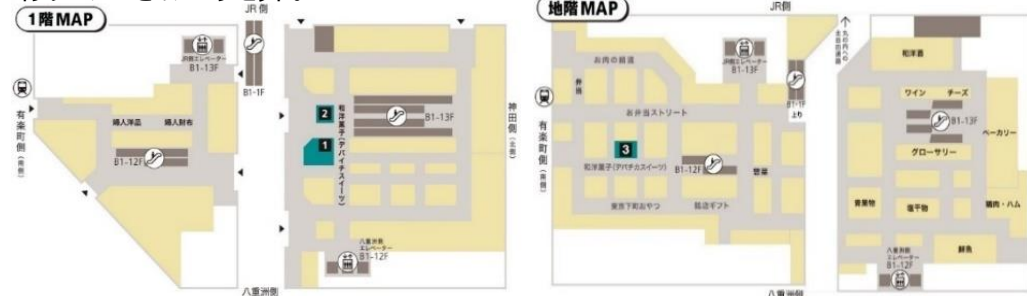 1階MAP
JR側
JR側エレベーター
B1-13F
B1-1F
有楽町側(南側)
婦人洋品
婦人財布
B1-12F
2
1
和洋菓子(デパイチスイーツ)
B1-13F
神田側(北側)
八重洲側
エレベーター
B1-12F
八重洲側
地階MAP
JR側
JR側エレベーター
B1-13F
お肉の細道
弁当
B1-1F
上り
有楽町側(南側)
お弁当ストリート
3
和洋菓子(デパチカスイーツ)
B1-12F
惣菜
東京下町おやつ
銘店ギフト
和洋酒
ワイン
チーズ
B1-13F
ベーカリー
グローサリー
青果物
塩干物
精肉・ハム
鮮魚
八重洲側
エレベーター
B1-12F
八重洲側